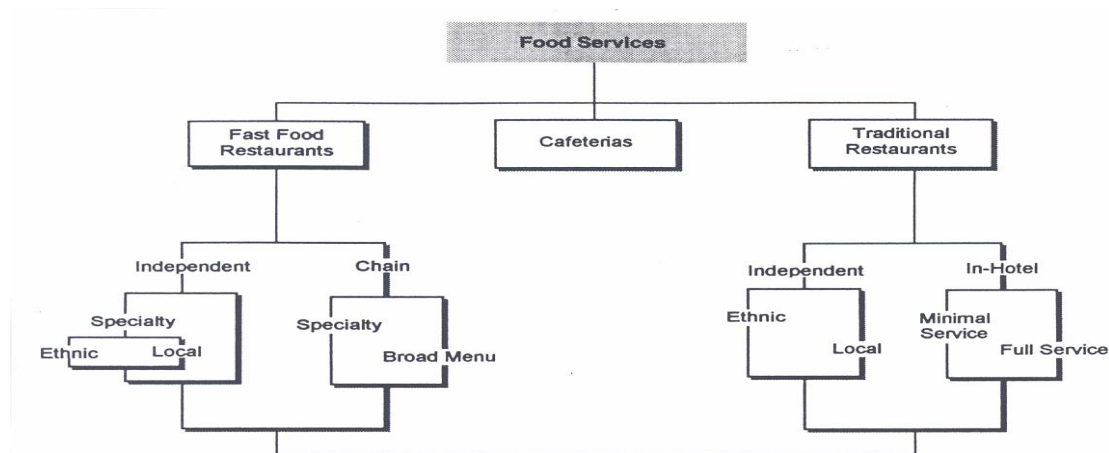 Food Services
Fast Food
Restaurants
Cafeterias
Traditional
Restaurants
Independent
Chain
Independent
In-Hotel
Specialty
Ethnic
Local
Specialty
Broad Menu
Ethnic
Local
Minimal
Service
Full Service